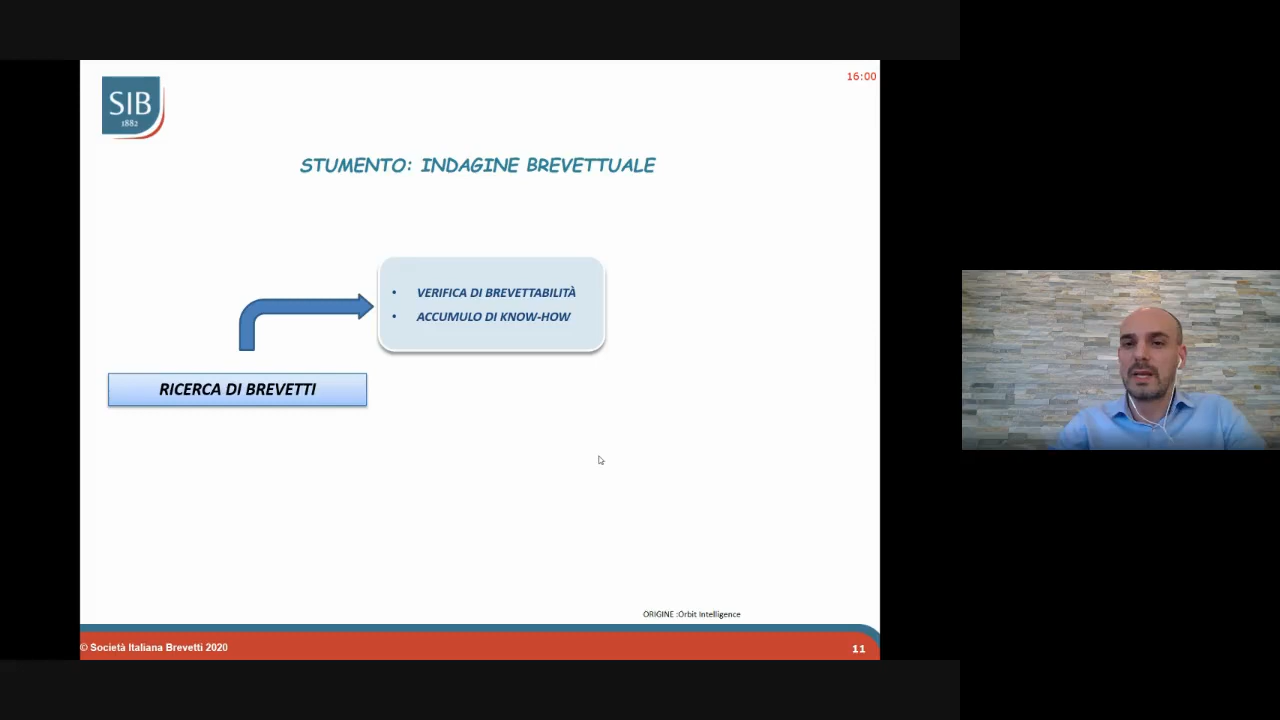 16:00
SIB
1882
STUMENTO: INDAGINE BREVETTUALE
• VERIFICA DI BREVETTABILITÀ
• ACCUMULO DI KNOW-HOW
RICERCA DI BREVETTI
ORIGINE :Orbit Intelligence
© Società Italiana Brevetti 2020
11